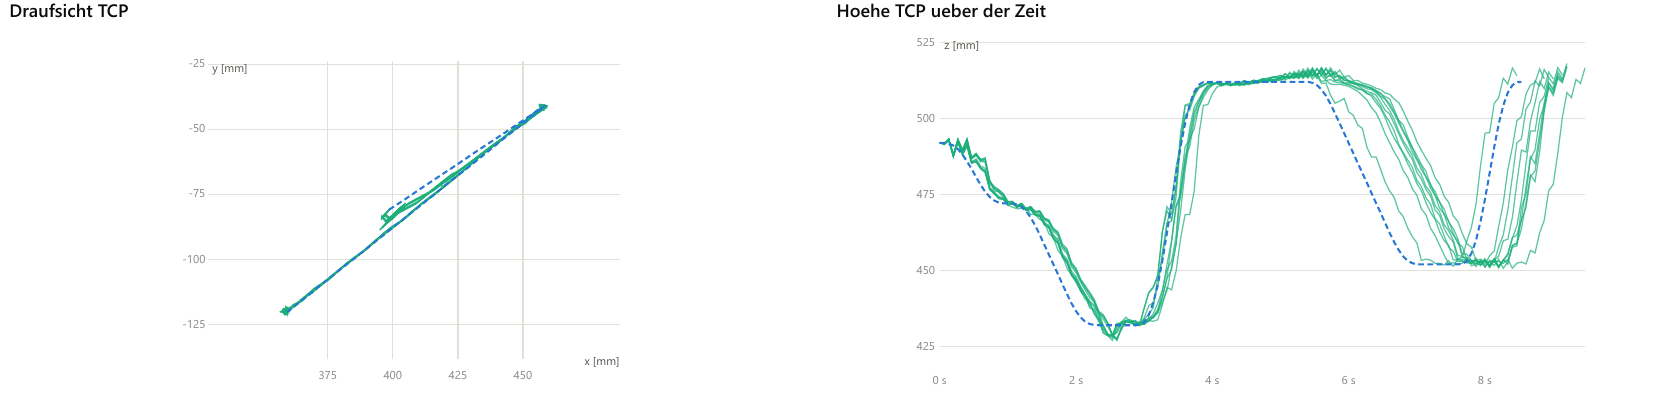 Draufsicht TCP
-25
y [mm]
-50
-75
-100
-125
x [mm]
375 400 425 450
Hoehe TCP ueber der Zeit
525
z [mm]
500
475
450
425
0 s 2 s 4 s 6 s 8 s